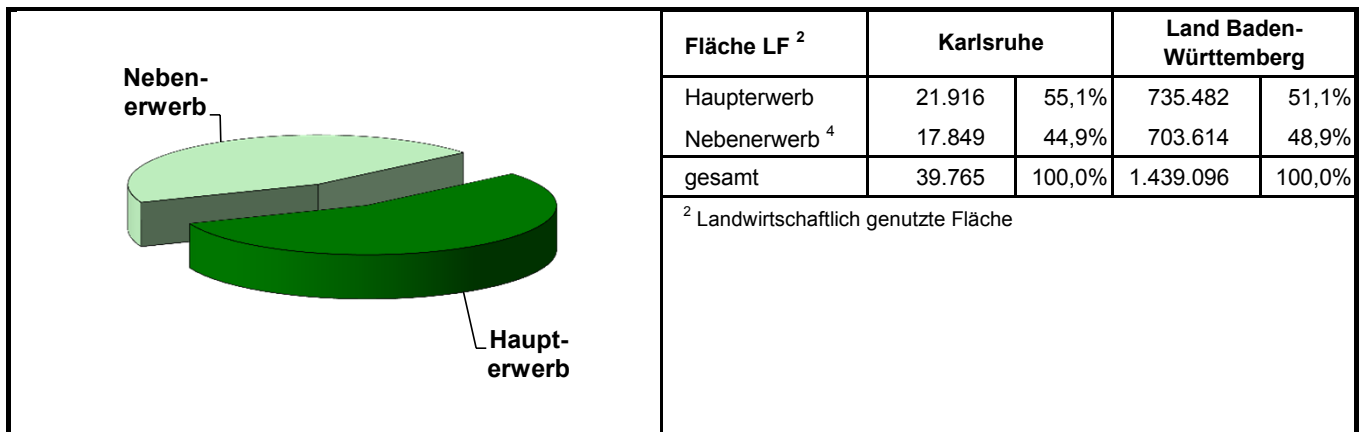 Neben-
erwerb
Haupt-
erwerb
Fläche LF ² Karlsruhe Land Baden-
Württemberg
Haupterwerb 21.916 55,1% 735.482 51,1%
Nebenerwerb ⁴ 17.849 44,9% 703.614 48,9%
gesamt 39.765 100,0% 1.439.096 100,0%
² Landwirtschaftlich genutzte Fläche